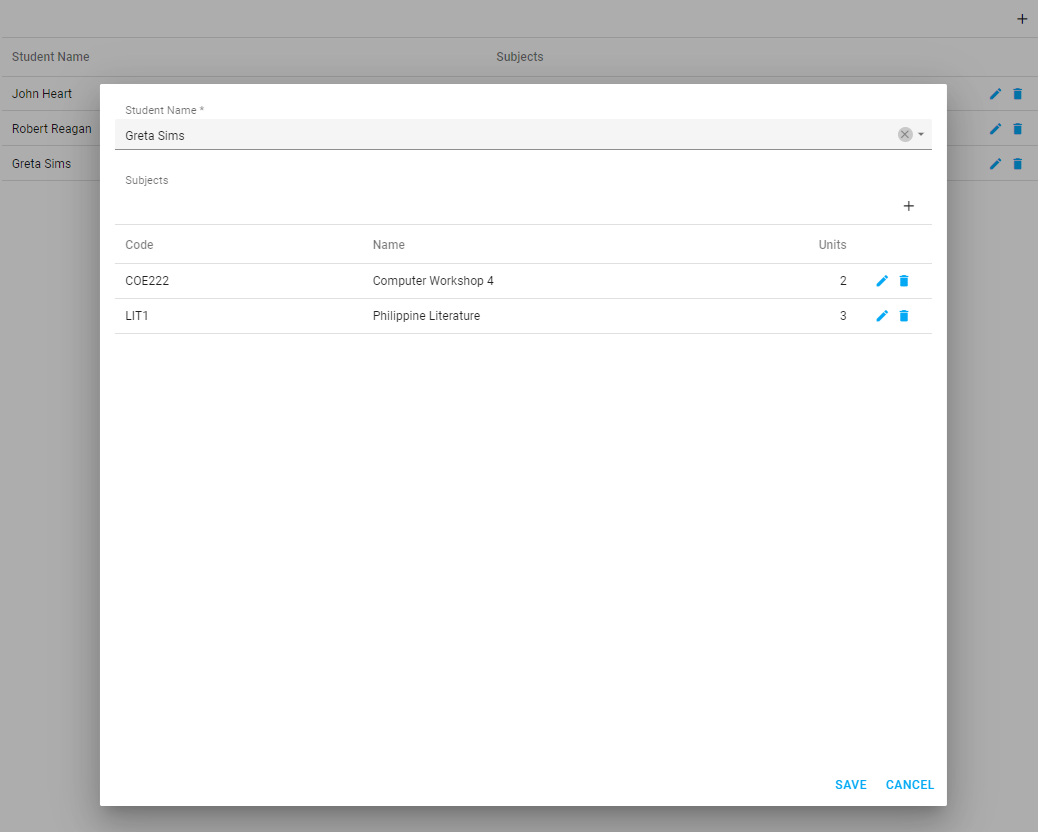 Student Name Subjects
John Heart
Robert Reagan
Greta Sims
Student Name *
Greta Sims
Subjects
Code Name Units
COE222 Computer Workshop 4 2
LIT1 Philippine Literature 3
SAVE CANCEL